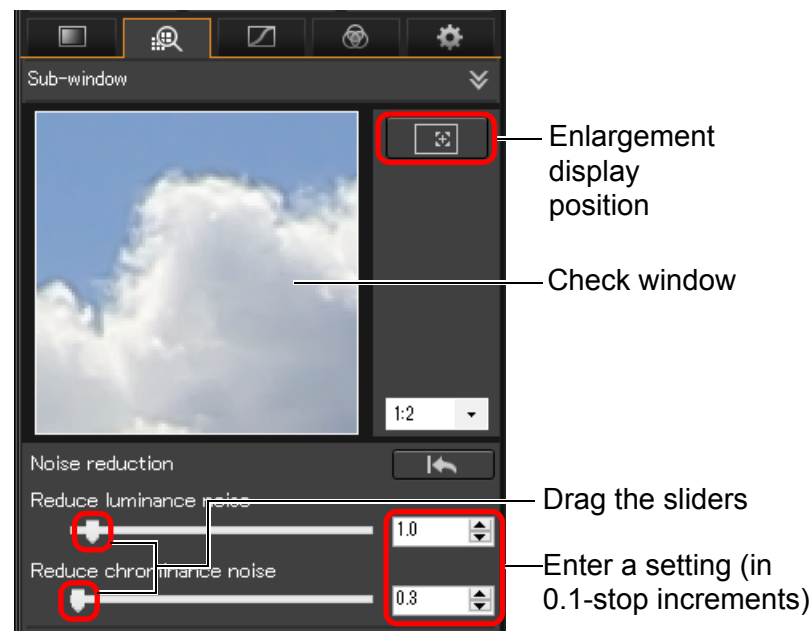 Sub-window
Enlargement
display
position
Check window
1:2
Noise reduction
Reduce luminance noise
Drag the sliders
1.0
Enter a setting (in
0.1-stop increments)
Reduce chrominance noise
0.3